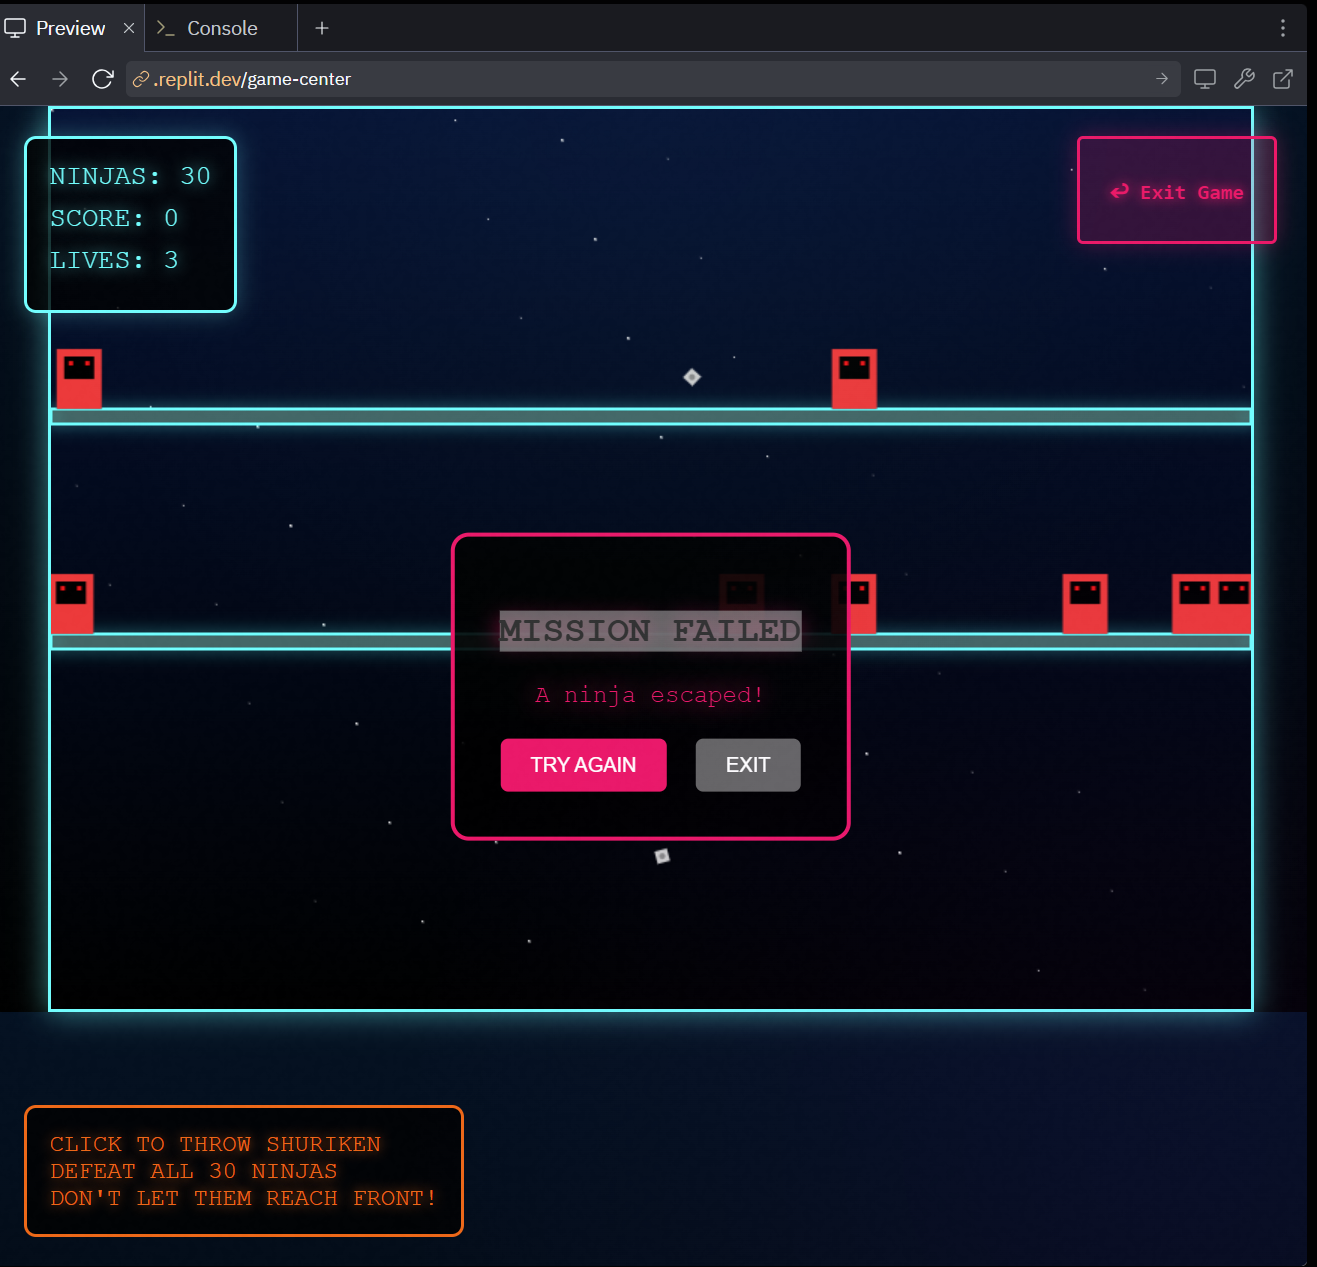 Preview
Console
.replit.dev/game-center
NINJAS: 30
SCORE: 0
LIVES: 3
Exit Game
MISSION FAILED
A ninja escaped!
TRY AGAIN
EXIT
CLICK TO THROW SHURIKEN
DEFEAT ALL 30 NINJAS
DON'T LET THEM REACH FRONT!